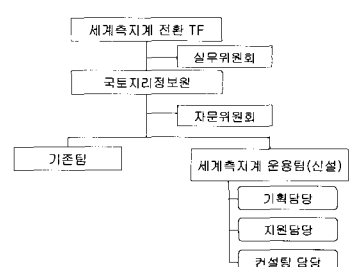 세계측지계 전환 TF
실무위원회
국토지리정보원
자문위원회
기존팀
세계측지계 운용팀(신설)
기획담당
지원담당
컨설팅 담당